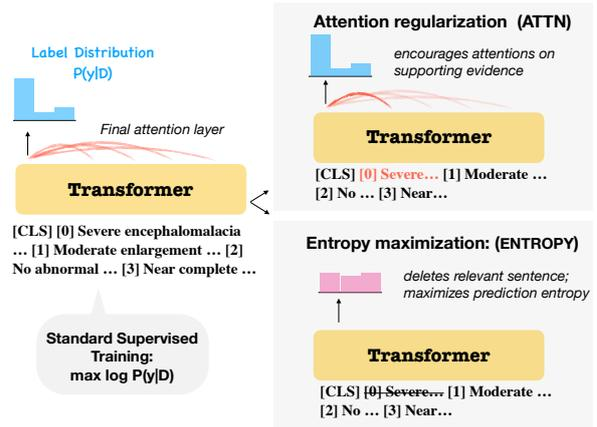 Label Distribution
P(y|D)
Final attention layer
Transformer
[CLS] [0] Severe encephalomalacia
… [1] Moderate enlargement … [2]
No abnormal … [3] Near complete …
Standard Supervised
Training:
max log P(y|D)
Attention regularization (ATTN)
encourages attentions on
supporting evidence
Transformer
[CLS] [0] Severe… [1] Moderate …
[2] No … [3] Near…
Entropy maximization: (ENTROPY)
deletes relevant sentence;
maximizes prediction entropy
Transformer
[CLS] [0] Severe… [1] Moderate …
[2] No … [3] Near…